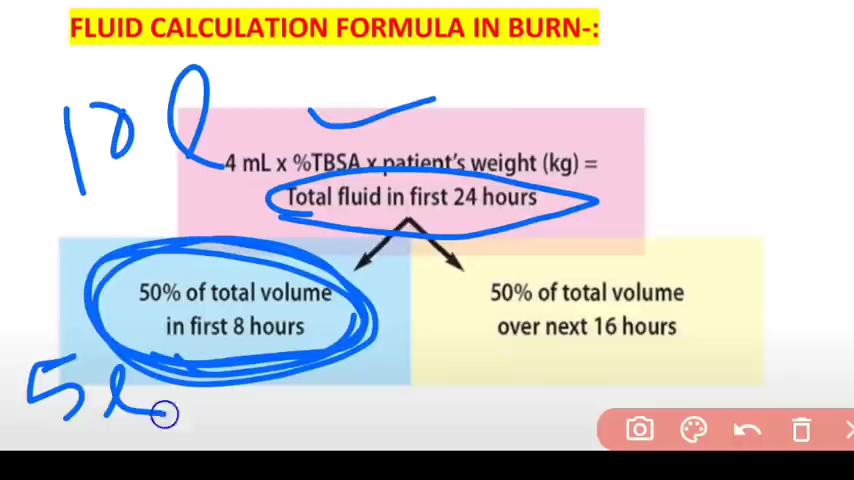 FLUID CALCULATION FORMULA IN BURN-:
10 l
4 mL x %TBSA x patient's weight (kg) =
Total fluid in first 24 hours
50% of total volume
in first 8 hours
50% of total volume
over next 16 hours
5 l